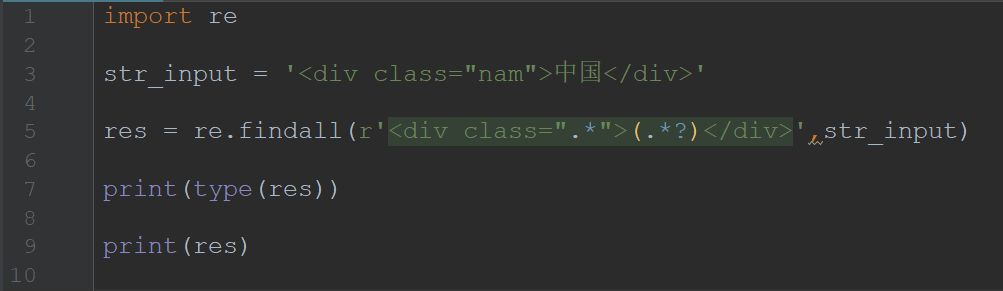 1 import re
2
3 str_input = '<div class="nam">中国</div>'
4
5 res = re.findall(r'<div class=".*">(.*?)</div>',str_input)
6
7 print(type(res))
8
9 print(res)
10